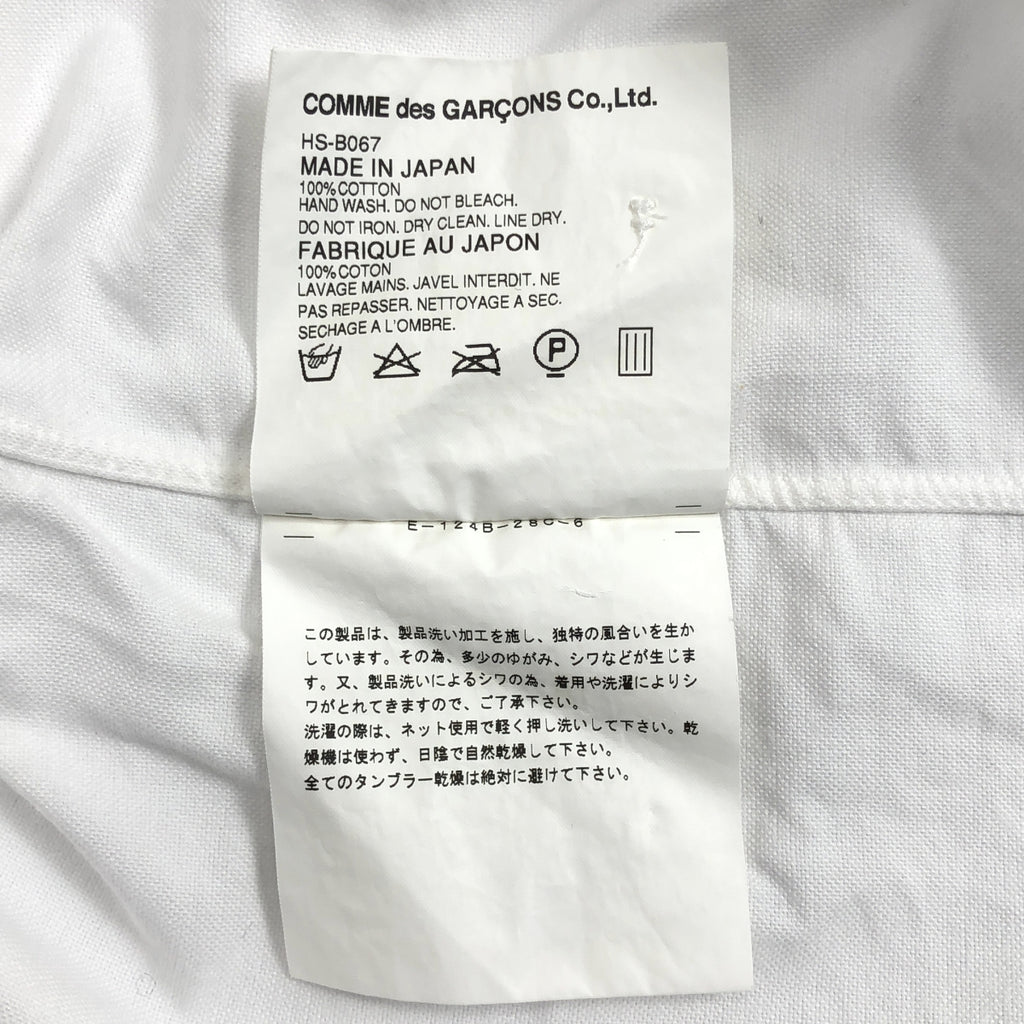 COMME des GARÇONS Co.,Ltd.
HS-B067
MADE IN JAPAN
100% COTTON
HAND WASH. DO NOT BLEACH.
DO NOT IRON. DRY CLEAN. LINE DRY.
FABRIQUE AU JAPON
100% COTON
LAVAGE MAINS. JAVEL INTERDIT. NE
PAS REPASSER. NETTOYAGE A SEC.
SECHAGE A L'OMBRE.
P
E-124B-28C-6
この製品は、製品洗い加工を施し、独特の風合いを生か
しています。その為、多少のゆがみ、シワなどが生じま
す。又、製品洗いによるシワの為、着用や洗濯によりシ
ワがとれてきますので、ご了承下さい。
洗濯の際は、ネット使用で軽く押し洗いして下さい。乾
燥機は使わず、日陰で自然乾燥して下さい。
全てのタンブラー乾燥は絶対に避けて下さい。